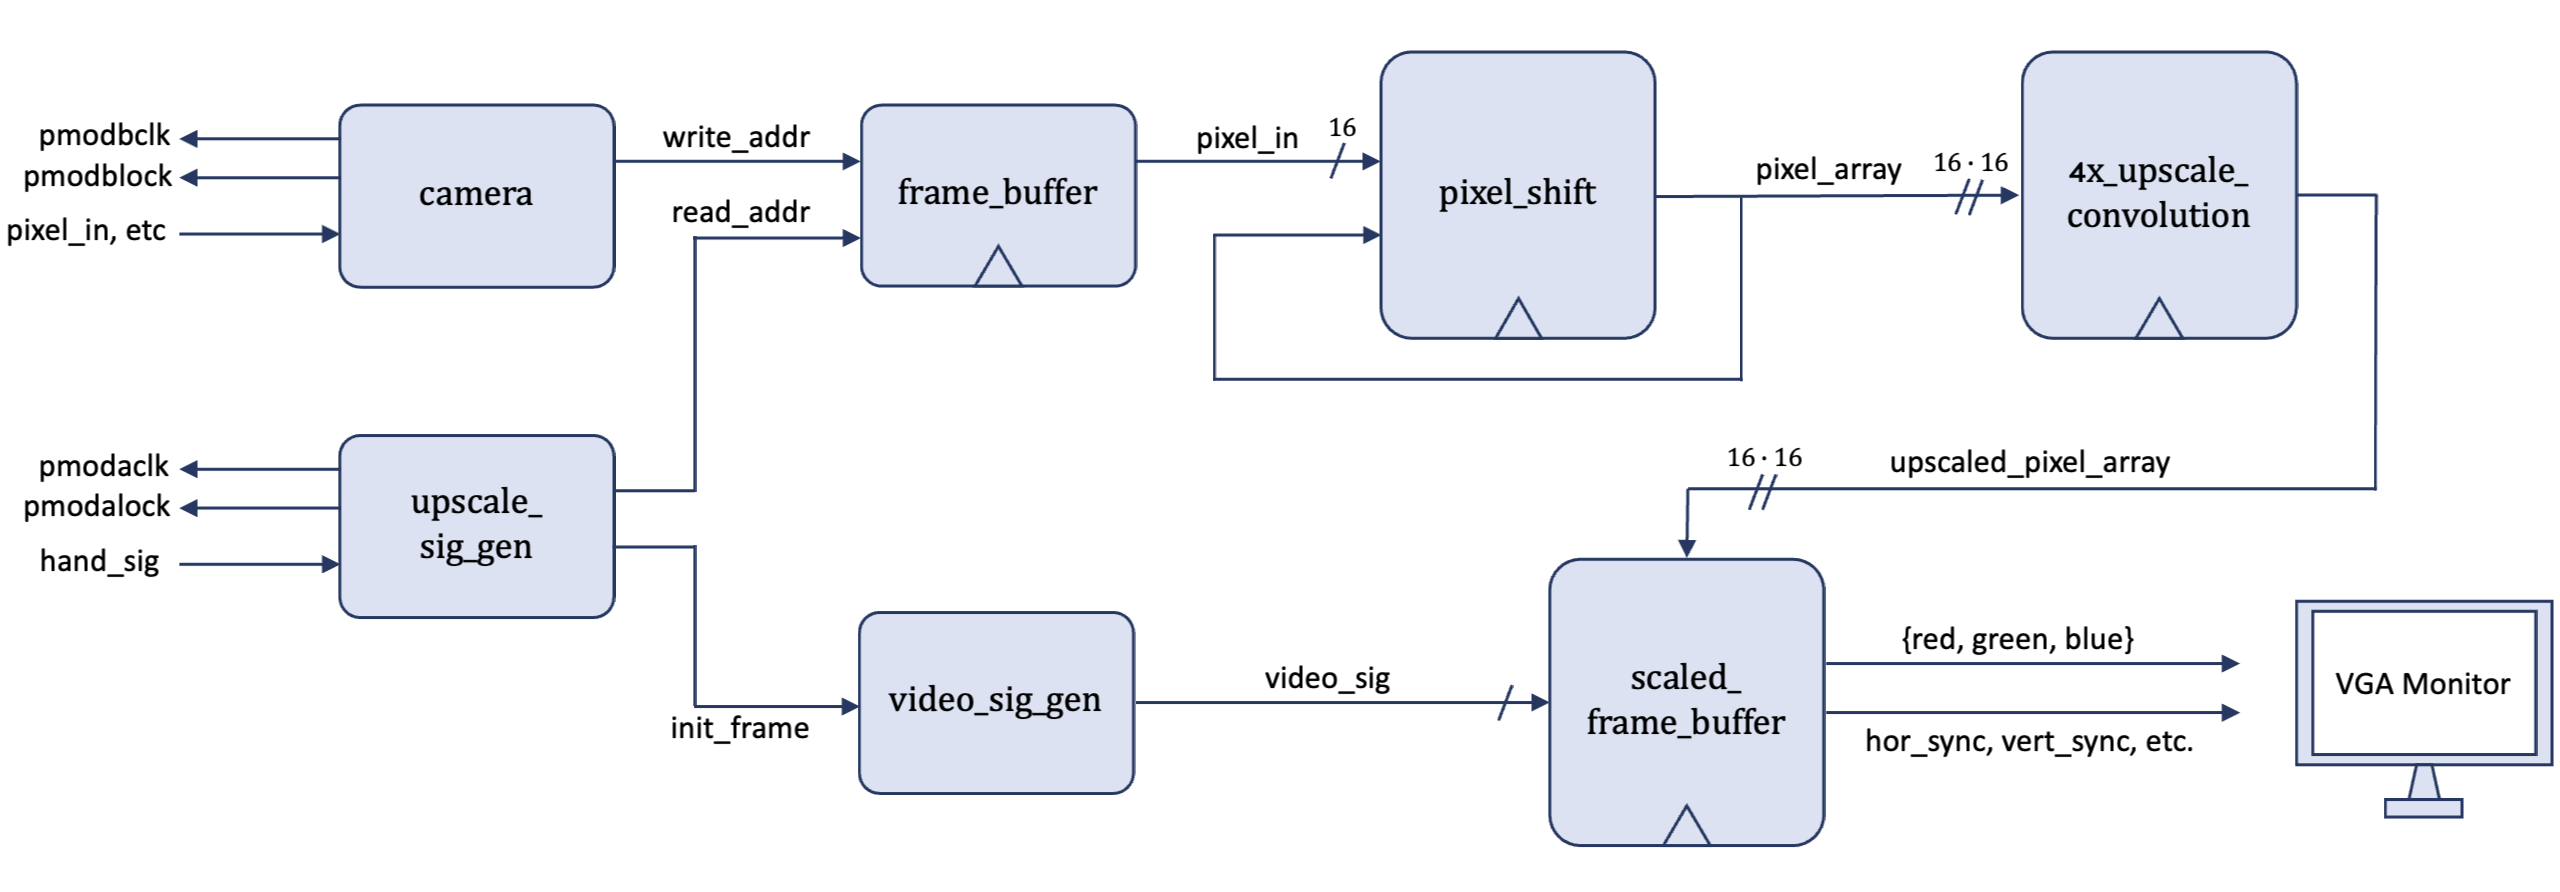 pmodbclk
pmodblock
pixel_in, etc
camera
write_addr
read_addr
frame_buffer
pixel_in
16
pixel_shift
pixel_array
16 · 16
4x_upscale_
convolution
pmodaclk
pmodalock
hand_sig
upscale_
sig_gen
init_frame
video_sig_gen
video_sig
16 · 16
upscaled_pixel_array
scaled_
frame_buffer
{red, green, blue}
hor_sync, vert_sync, etc.
VGA Monitor